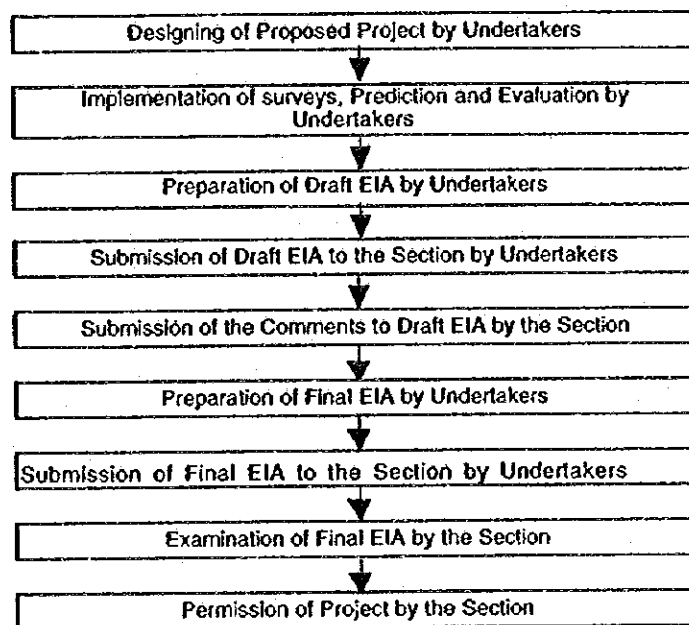 Designing of Proposed Project by Undertakers
Implementation of surveys, Prediction and Evaluation by
Undertakers
Preparation of Draft EIA by Undertakers
Submission of Draft EIA to the Section by Undertakers
Submission of the Comments to Draft EIA by the Section
Preparation of Final EIA by Undertakers
Submission of Final EIA to the Section by Undertakers
Examination of Final EIA by the Section
Permission of Project by the Section